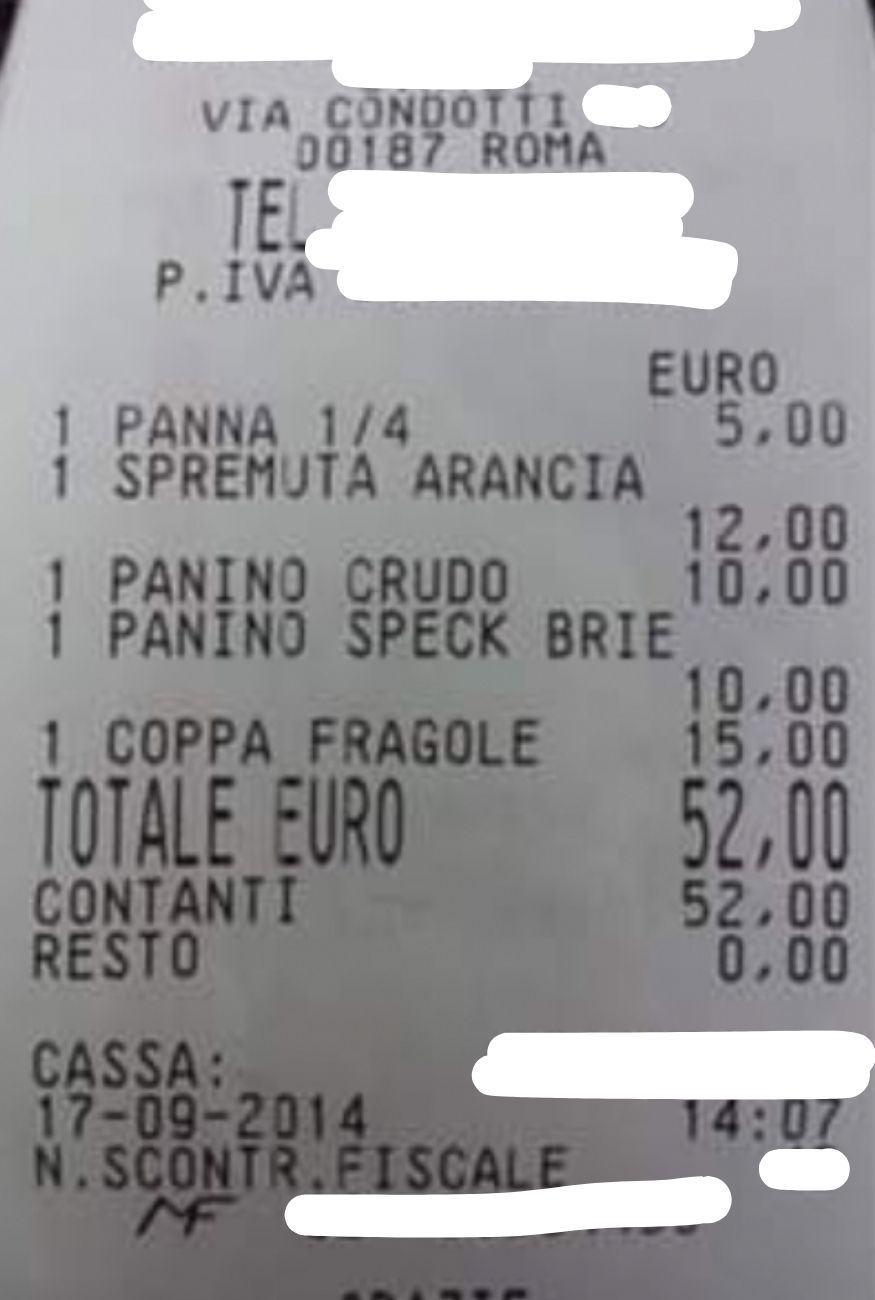 VIA CONDOTTI
00187 ROMA
TEL
P.IVA
EURO
1 PANNA 1/4 5,00
1 SPREMUTA ARANCIA
12,00
1 PANINO CRUDO 10,00
1 PANINO SPECK BRIE
10,00
1 COPPA FRAGOLE 15,00
TOTALE EURO 52,00
CONTANTI 52,00
RESTO 0,00
CASSA:
17-09-2014 14:07
N.SCONTR.FISCALE
MF